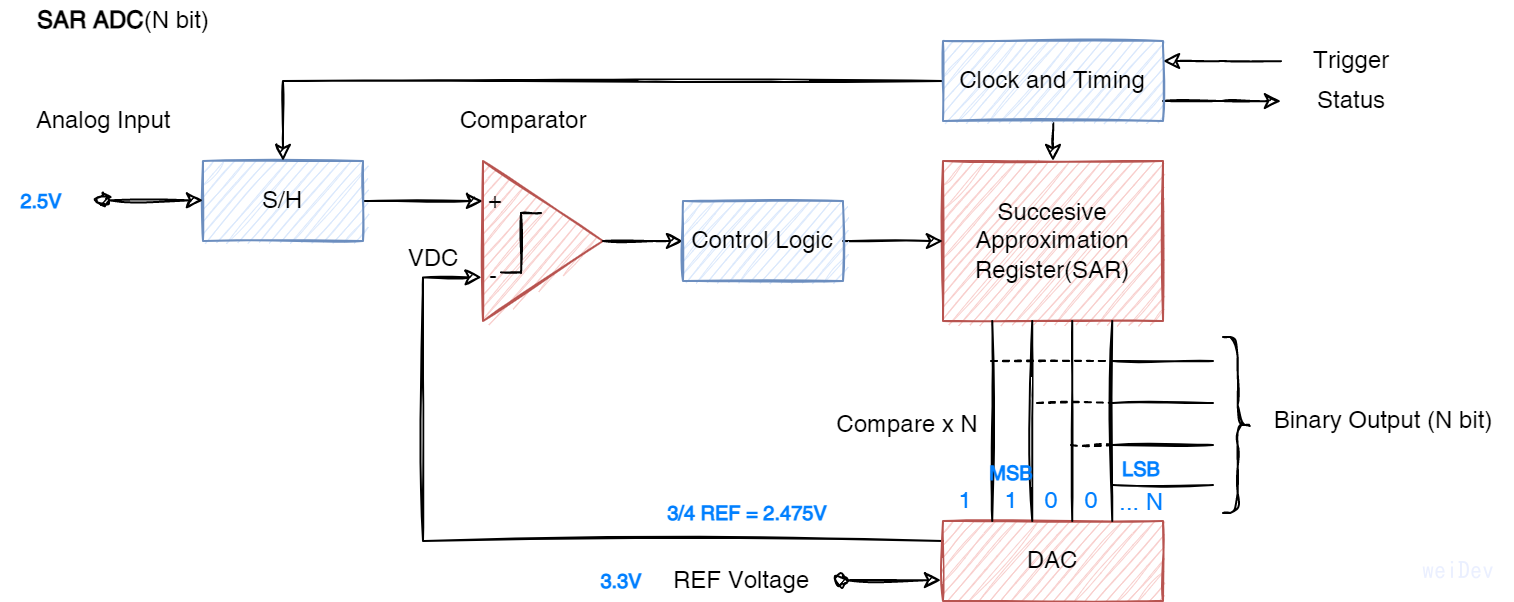 SAR ADC(N bit)
Clock and Timing
Trigger
Status
Analog Input
Comparator
2.5V
S/H
+
Succesive
Approximation
Register(SAR)
Control Logic
VDC
-
Compare x N
Binary Output (N bit)
MSB
LSB
1 1 0 0 ... N
3/4 REF = 2.475V
DAC
3.3V
REF Voltage
weiDev